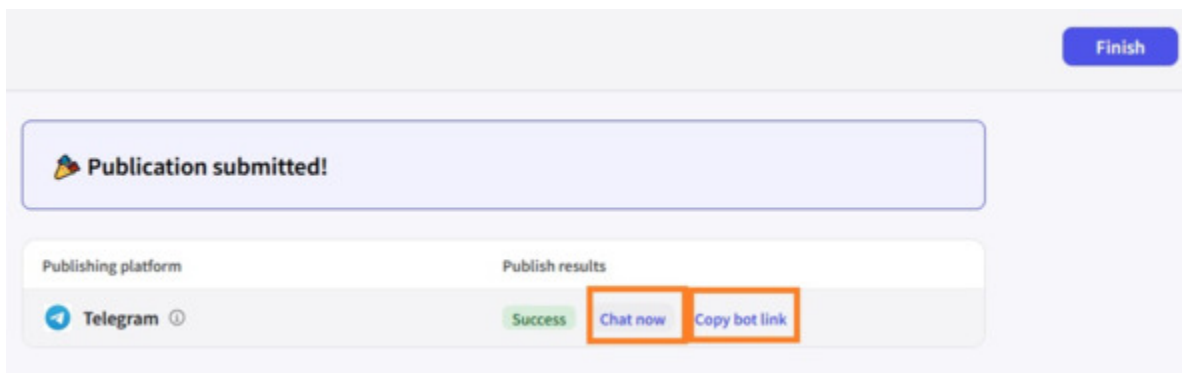 Finish
Publication submitted!
Publishing platform Publish results
Telegram Success Chat now Copy bot link